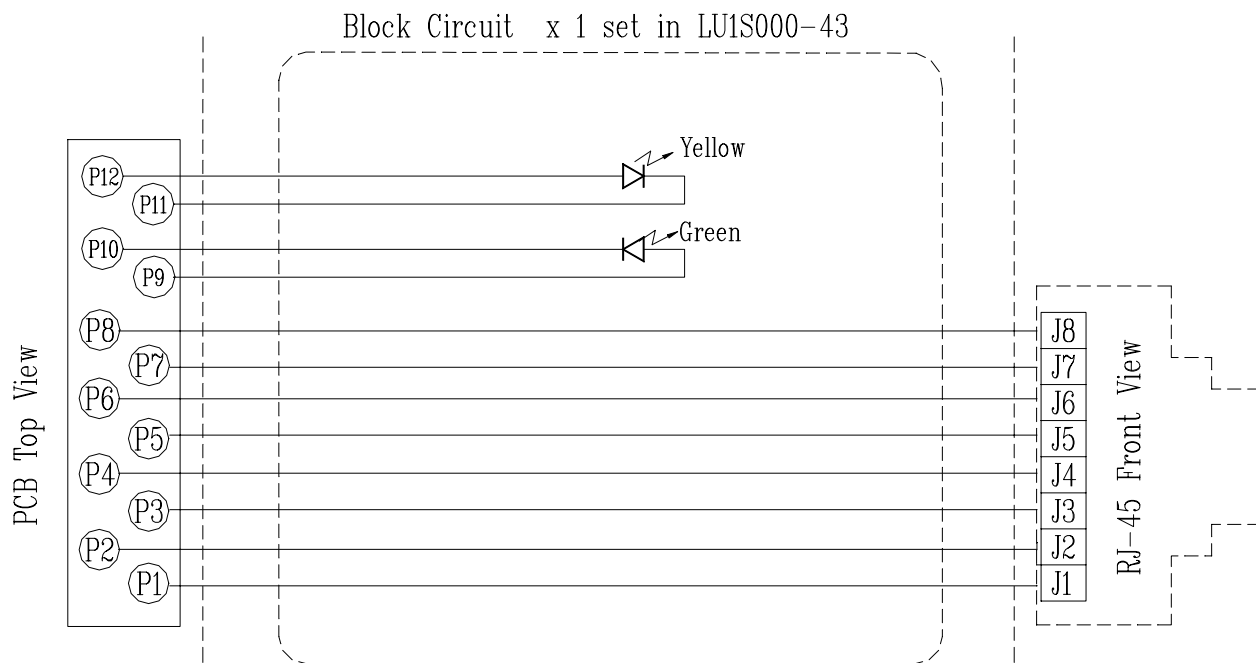 Block Circuit x 1 set in LU1S000-43
Yellow
Green
PCB Top View
P12
P11
P10
P9
P8
P7
P6
P5
P4
P3
P2
P1
J8
J7
J6
J5
J4
J3
J2
J1
RJ-45 Front View